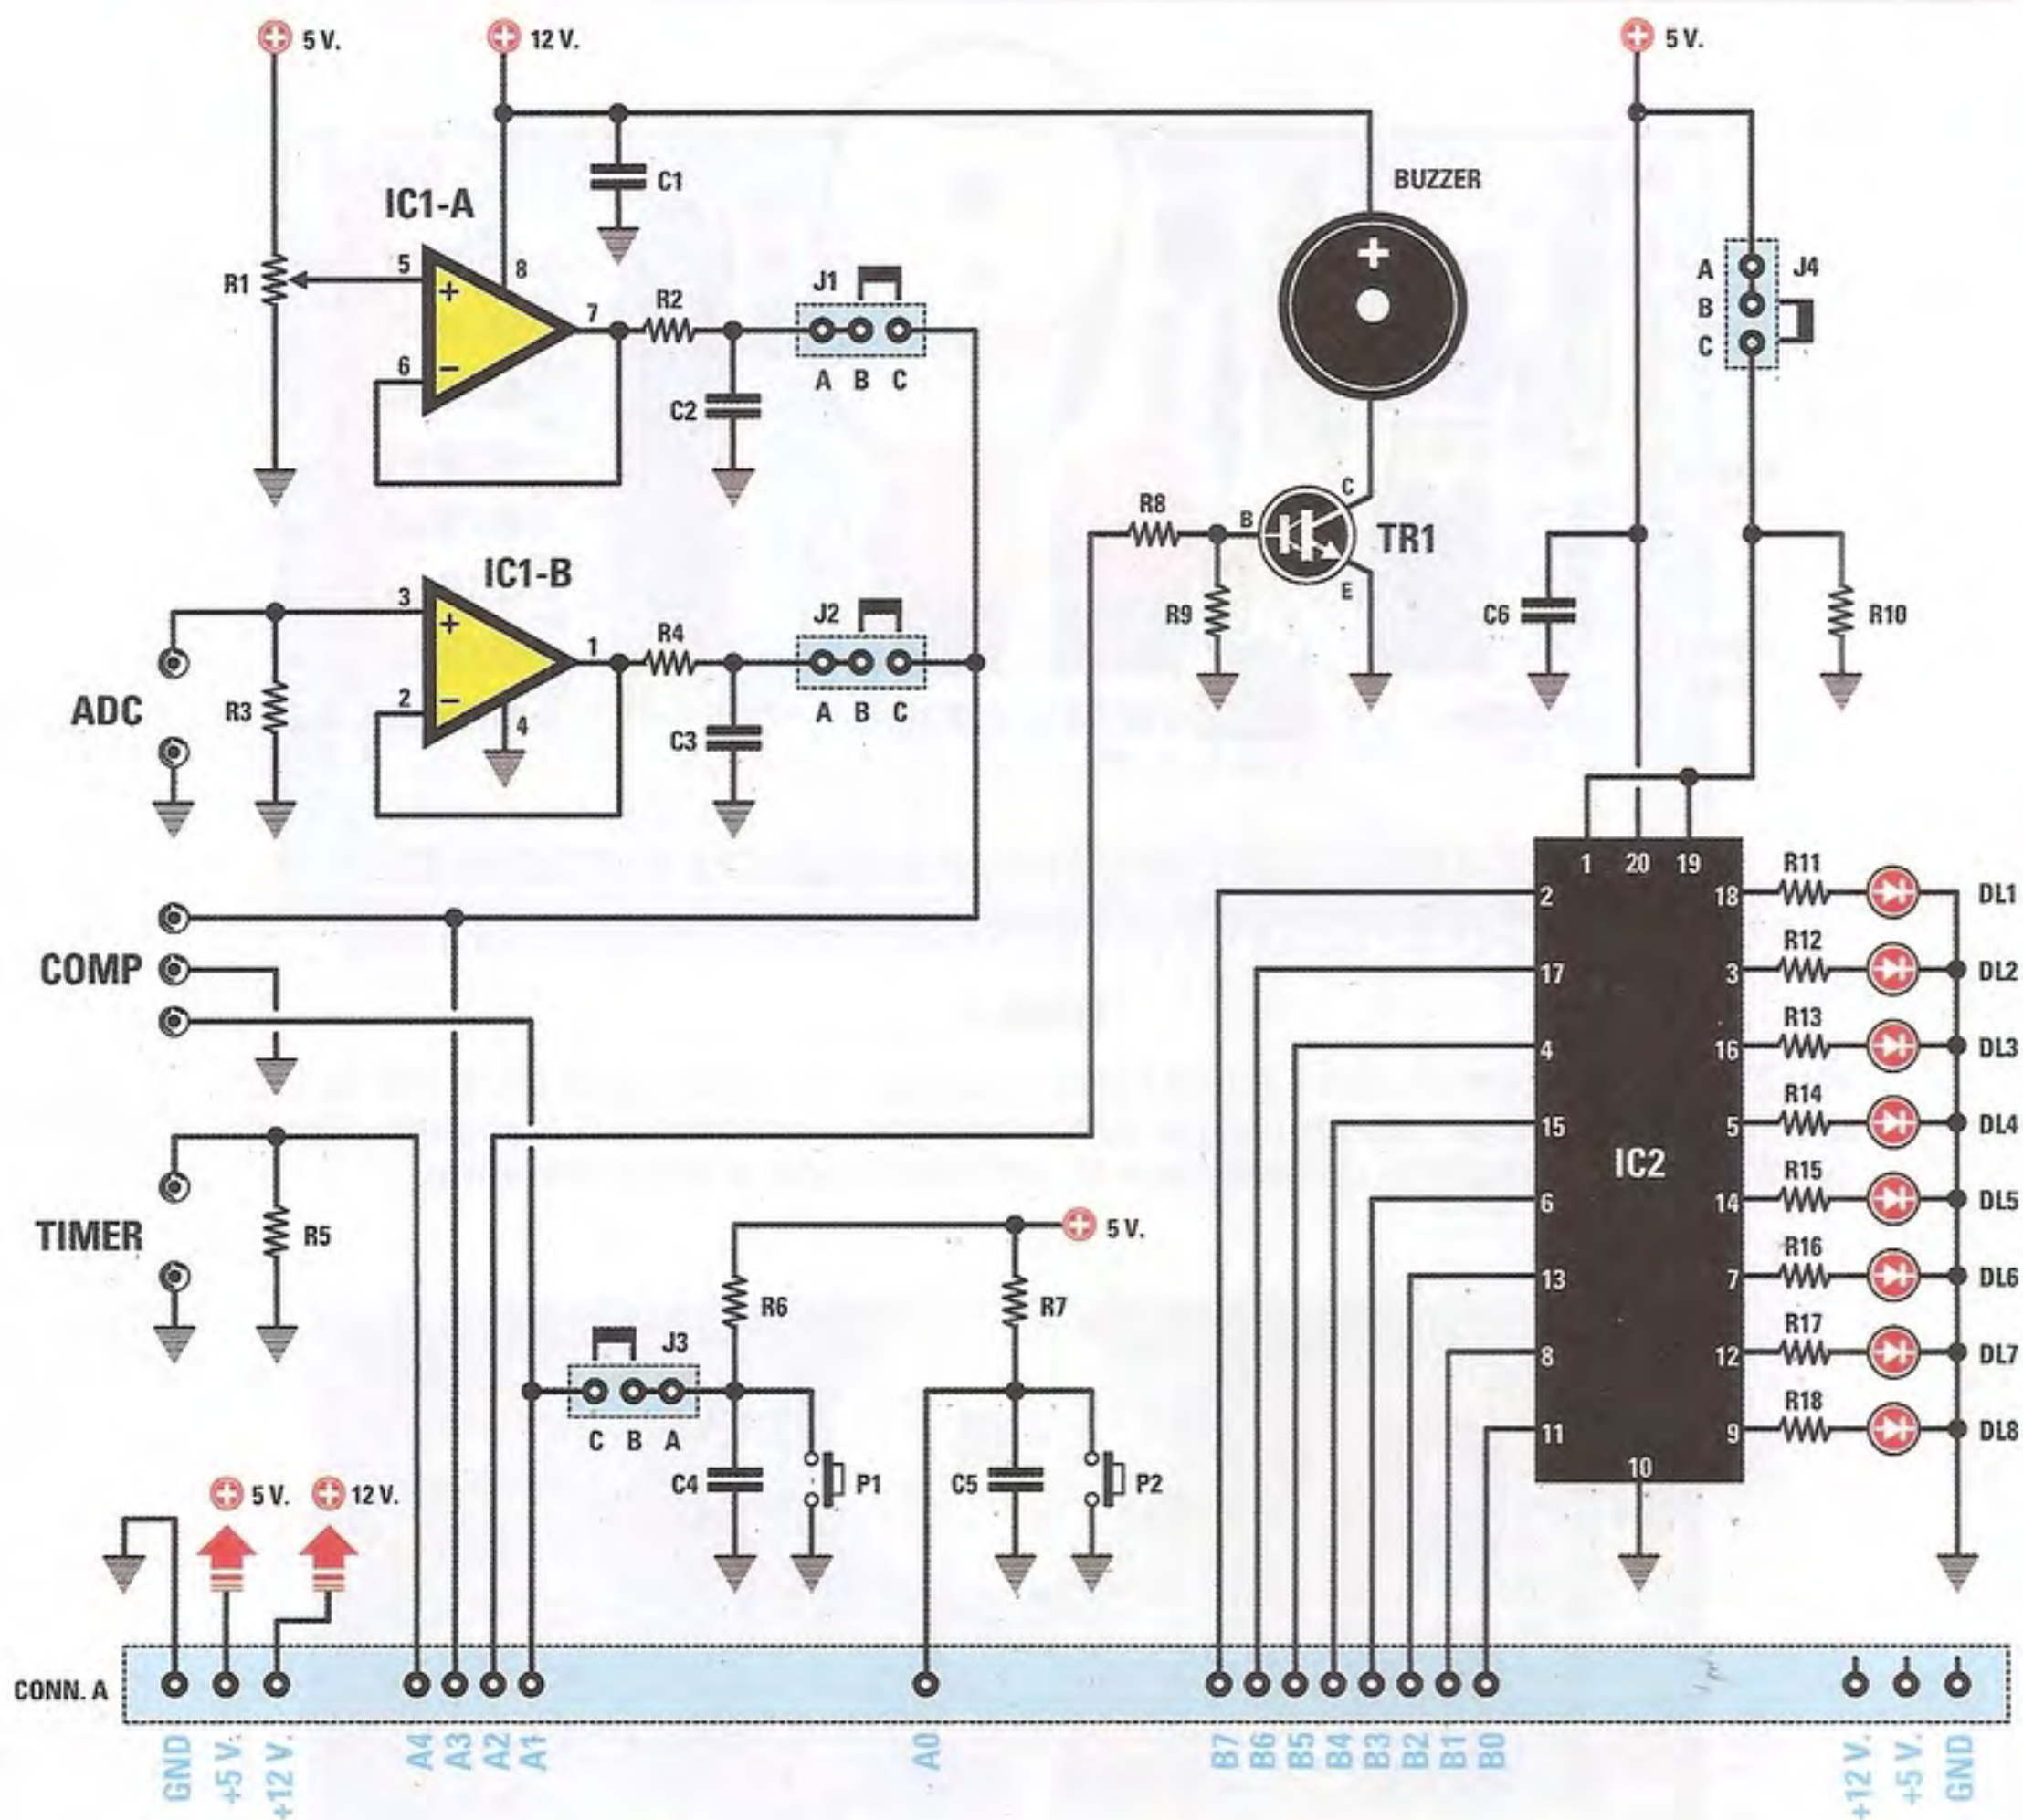 5 V.
12 V.
5 V.
C1
BUZZER
IC1-A
R1
5
+
8
6
−
7
R2
J1
A B C
C2
+
A
B
C
J4
IC1-B
3
+
2
−
4
1
R4
J2
A B C
C3
R8
B
C
E
TR1
R9
C6
R10
ADC
R3
COMP
TIMER
R5
5 V.
R6
R7
J3
C B A
C4
P1
C5
P2
1 20 19
2
17
4
15
6
13
8
11
IC2
10
18 R11 DL1
3 R12 DL2
16 R13 DL3
5 R14 DL4
14 R15 DL5
7 R16 DL6
12 R17 DL7
9 R18 DL8
5 V.
12 V.
CONN. A
GND
+5 V.
+12 V.
A4
A3
A2
A1
A0
B7
B6
B5
B4
B3
B2
B1
B0
+12 V.
+5 V.
GND